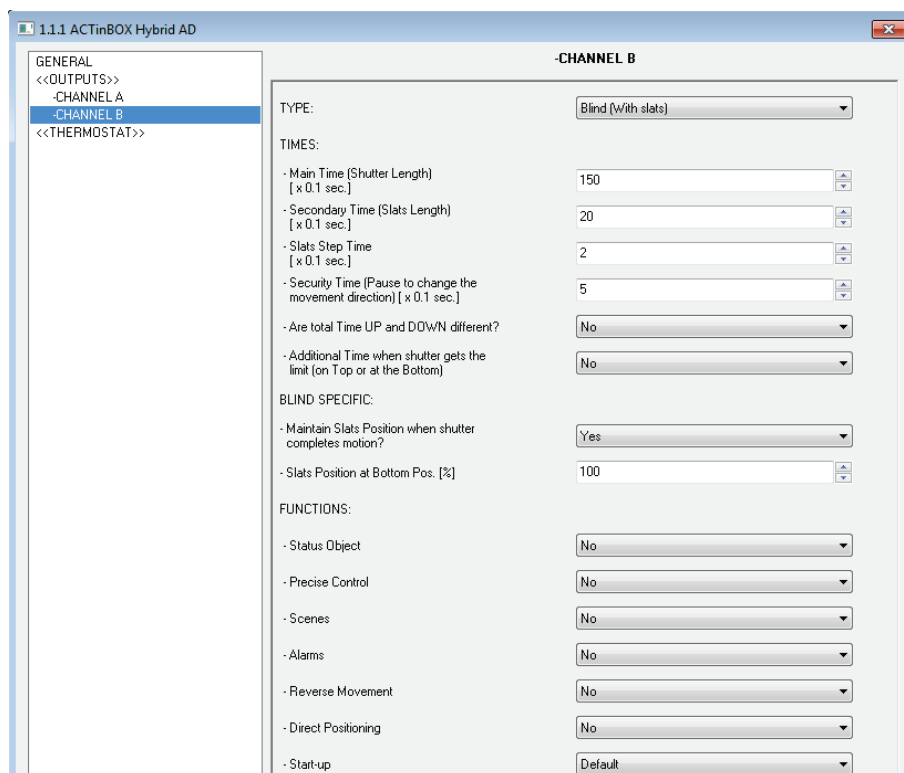 1.1.1 ACTinBOX Hybrid AD
GENERAL
<<OUTPUTS>>
-CHANNEL A
-CHANNEL B
<<THERMOSTAT>>
-CHANNEL B
TYPE: Blind (With slats)
TIMES:
- Main Time (Shutter Length)
[ x 0.1 sec.] 150
- Secondary Time (Slats Length)
[ x 0.1 sec.] 20
- Slats Step Time
[ x 0.1 sec.] 2
- Security Time (Pause to change the
movement direction) [ x 0.1 sec.] 5
- Are total Time UP and DOWN different? No
- Additional Time when shutter gets the
limit (on Top or at the Bottom) No
BLIND SPECIFIC:
- Maintain Slats Position when shutter
completes motion? Yes
- Slats Position at Bottom Pos. [%] 100
FUNCTIONS:
- Status Object No
- Precise Control No
- Scenes No
- Alarms No
- Reverse Movement No
- Direct Positioning No
- Start-up Default